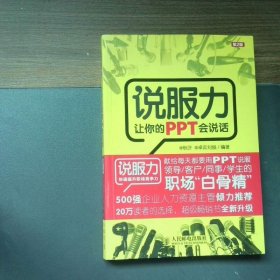 说服力
让你的PPT会说话
编著
献给每天都要用PPT说服
领导/客户/同事/学生的
职场“白骨精”
说服力
500强企业人力资源主管倾力推荐
20万读者的选择，超级畅销书全新升级
人民邮电出版社